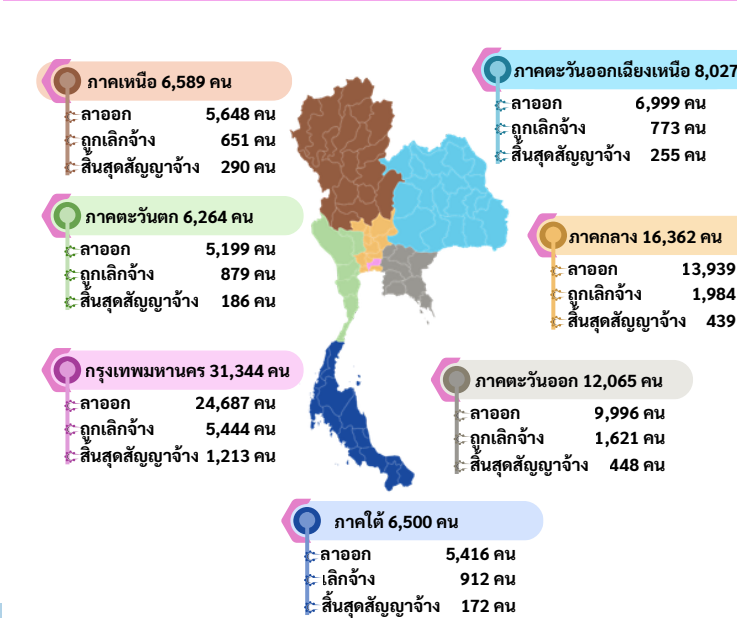 ภาคเหนือ 6,589 คน
ลาออก 5,648 คน
ถูกเลิกจ้าง 651 คน
สิ้นสุดสัญญาจ้าง 290 คน
ภาคตะวันออกเฉียงเหนือ 8,027
ลาออก 6,999 คน
ถูกเลิกจ้าง 773 คน
สิ้นสุดสัญญาจ้าง 255 คน
ภาคตะวันตก 6,264 คน
ลาออก 5,199 คน
ถูกเลิกจ้าง 879 คน
สิ้นสุดสัญญาจ้าง 186 คน
ภาคกลาง 16,362 คน
ลาออก 13,939
ถูกเลิกจ้าง 1,984
สิ้นสุดสัญญาจ้าง 439
กรุงเทพมหานคร 31,344 คน
ลาออก 24,687 คน
ถูกเลิกจ้าง 5,444 คน
สิ้นสุดสัญญาจ้าง 1,213 คน
ภาคตะวันออก 12,065 คน
ลาออก 9,996 คน
ถูกเลิกจ้าง 1,621 คน
สิ้นสุดสัญญาจ้าง 448 คน
ภาคใต้ 6,500 คน
ลาออก 5,416 คน
เลิกจ้าง 912 คน
สิ้นสุดสัญญาจ้าง 172 คน